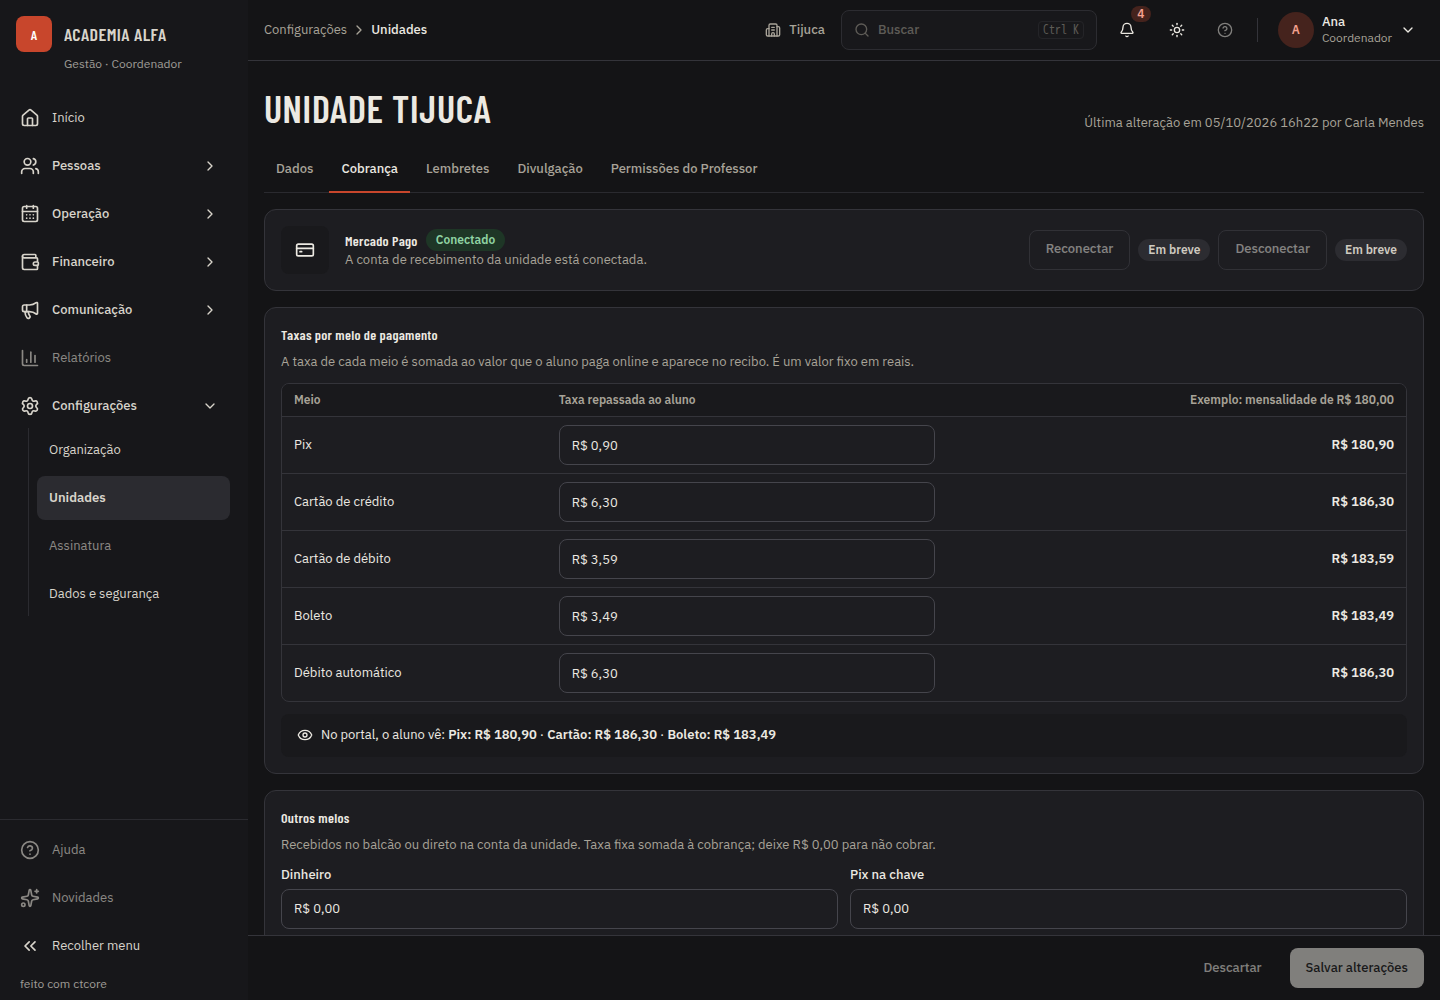 A
ACADEMIA ALFA
Gestão · Coordenador
Início
Pessoas
Operação
Financeiro
Comunicação
Relatórios
Configurações
Organização
Unidades
Assinatura
Dados e segurança
Ajuda
Novidades
Recolher menu
feito com ctcore
Configurações > Unidades
Tijuca
Buscar
Ctrl K
4
A
Ana
Coordenador
UNIDADE TIJUCA
Última alteração em 05/10/2026 16h22 por Carla Mendes
Dados
Cobrança
Lembretes
Divulgação
Permissões do Professor
Mercado Pago
Conectado
A conta de recebimento da unidade está conectada.
Reconectar
Em breve
Desconectar
Em breve
Taxas por meio de pagamento
A taxa de cada meio é somada ao valor que o aluno paga online e aparece no recibo. É um valor fixo em reais.
Meio
Taxa repassada ao aluno
Exemplo: mensalidade de R$ 180,00
Pix
R$ 0,90
R$ 180,90
Cartão de crédito
R$ 6,30
R$ 186,30
Cartão de débito
R$ 3,59
R$ 183,59
Boleto
R$ 3,49
R$ 183,49
Débito automático
R$ 6,30
R$ 186,30
No portal, o aluno vê: Pix: R$ 180,90 · Cartão: R$ 186,30 · Boleto: R$ 183,49
Outros meios
Recebidos no balcão ou direto na conta da unidade. Taxa fixa somada à cobrança; deixe R$ 0,00 para não cobrar.
Dinheiro
Pix na chave
R$ 0,00
R$ 0,00
Descartar
Salvar alterações